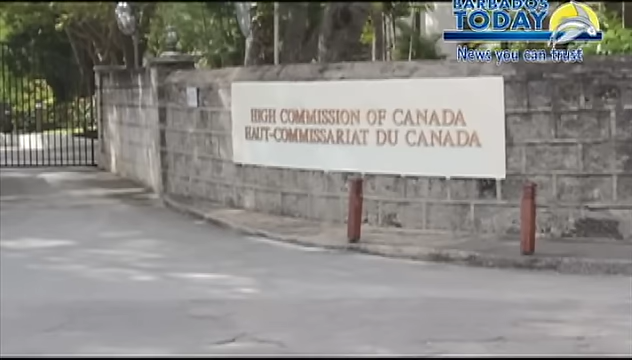 BARBADOS
TODAY
News you can trust
HIGH COMMISSION OF CANADA
HAUT-COMMISSARIAT DU CANADA